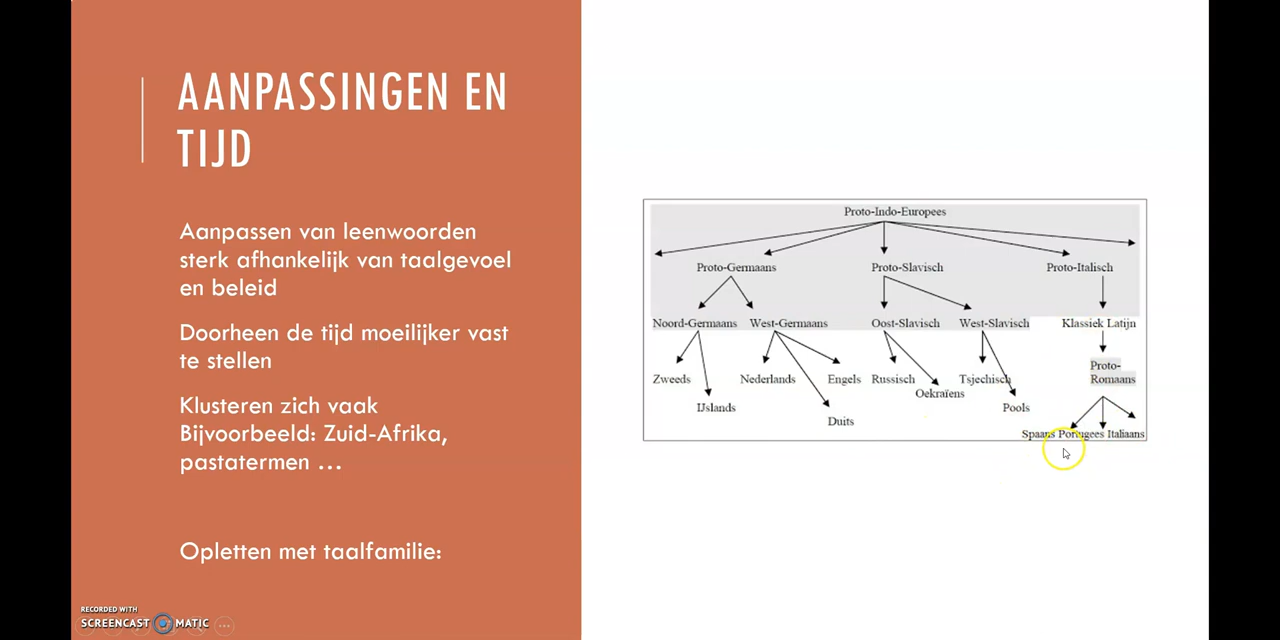 AANPASSINGEN EN
TIJD
Aanpassen van leenwoorden
sterk afhankelijk van taalgevoel
en beleid
Doorheen de tijd moeilijker vast
te stellen
Klusteren zich vaak
Bijvoorbeeld: Zuid-Afrika,
pastatermen ...
Opletten met taalfamilie:
Proto-Indo-Europees
Proto-Germaans Proto-Slavisch Proto-Italisch
Noord-Germaans West-Germaans Oost-Slavisch West-Slavisch Klassiek Latijn
Proto-
Romaans
Zweeds Nederlands Engels Russisch Tsjechisch
Oekraïens
IJslands Pools
Duits
Spaans Portugees Italiaans
RECORDED WITH
SCREENCAST MATIC